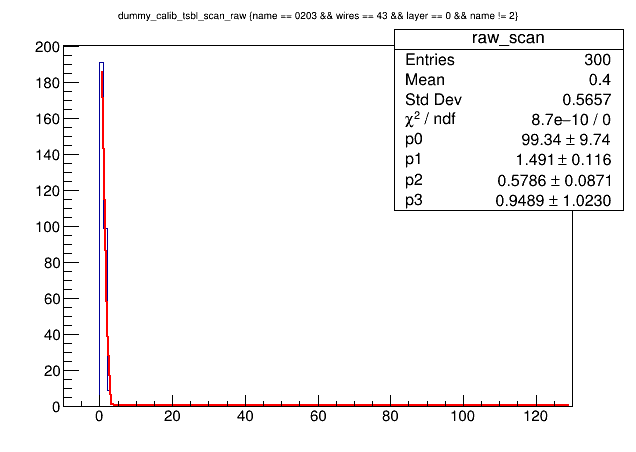 dummy_calib_tsbl_scan_raw {name == 0203 && wires == 43 && layer == 0 && name != 2}
raw_scan
Entries 300
Mean 0.4
Std Dev 0.5657
χ² / ndf 8.7e−10 / 0
p0 99.34 ± 9.74
p1 1.491 ± 0.116
p2 0.5786 ± 0.0871
p3 0.9489 ± 1.0230
200
180
160
140
120
100
80
60
40
20
0
0 20 40 60 80 100 120